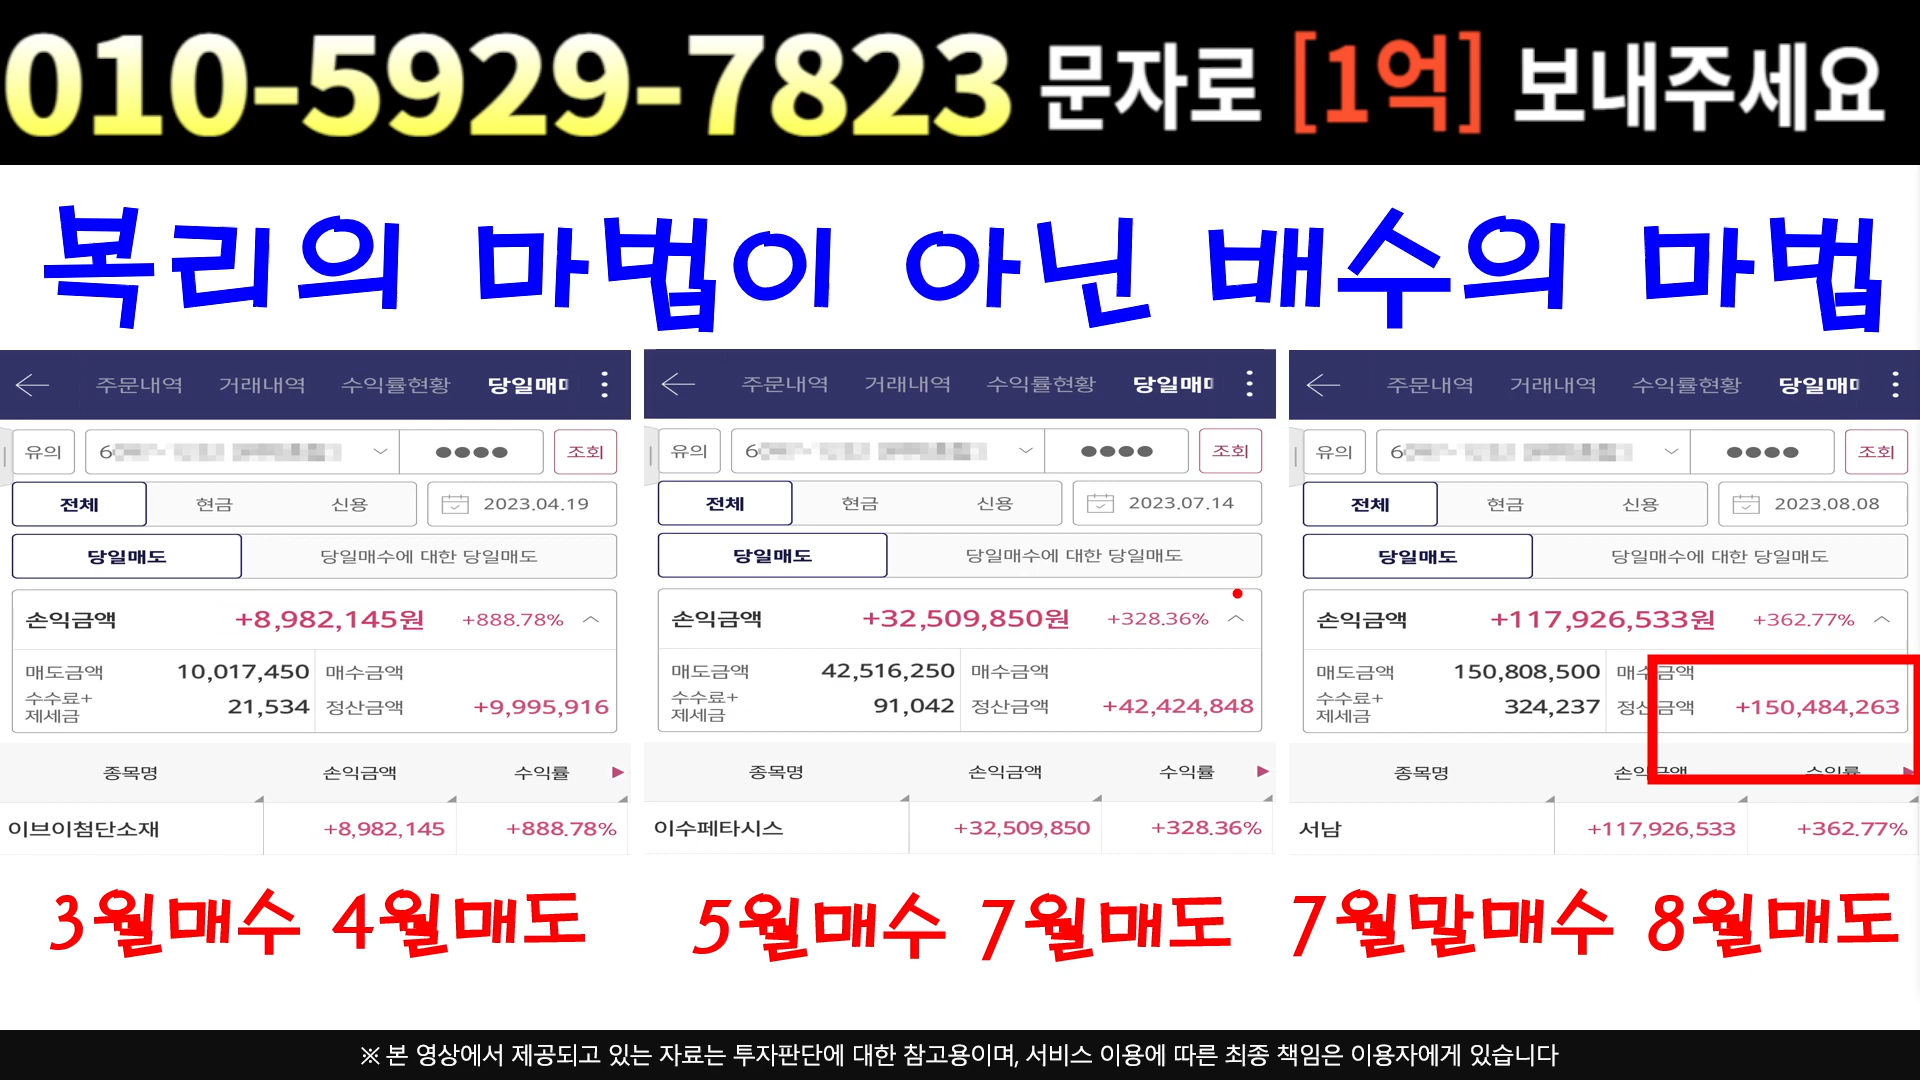 010-5929-7823 문자로 [1억] 보내주세요
복리의 마법이 아닌 배수의 마법
주문내역 거래내역 수익률현황 당일매
유의 6 조회
전체 현금 신용 2023.04.19
당일매도 당일매수에 대한 당일매도
손익금액 +8,982,145원 +888.78%
매도금액 10,017,450 매수금액
수수료+
제세금 21,534 정산금액 +9,995,916
종목명 손익금액 수익률
이브이첨단소재 +8,982,145 +888.78%
3월매수 4월매도
주문내역 거래내역 수익률현황 당일매
유의 6 조회
전체 현금 신용 2023.07.14
당일매도 당일매수에 대한 당일매도
손익금액 +32,509,850원 +328.36%
매도금액 42,516,250 매수금액
수수료+
제세금 91,042 정산금액 +42,424,848
종목명 손익금액 수익률
이수페타시스 +32,509,850 +328.36%
5월매수 7월매도
주문내역 거래내역 수익률현황 당일매
유의 6 조회
전체 현금 신용 2023.08.08
당일매도 당일매수에 대한 당일매도
손익금액 +117,926,533원 +362.77%
매도금액 150,808,500 매수금액
수수료+
제세금 324,237 정산금액 +150,484,263
종목명 손익금액 수익률
서남 +117,926,533 +362.77%
7월말매수 8월매도
※ 본 영상에서 제공되고 있는 자료는 투자판단에 대한 참고용이며, 서비스 이용에 따른 최종 책임은 이용자에게 있습니다